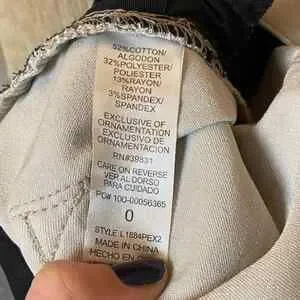 52%COTTON/
ALGODON
32%POLYESTER/
POLIESTER
13%RAYON/
RAYON
3%SPANDEX/
SPANDEX
EXCLUSIVE OF
ORNAMENTATION
EXCLUSIVO DE
ORNAMENTACION
RN#39831
CARE ON REVERSE
VER AL DORSO
PARA CUIDADO
PO# 100-00056365
0
STYLE:L1884PEX2
MADE IN CHINA
HECHO EN